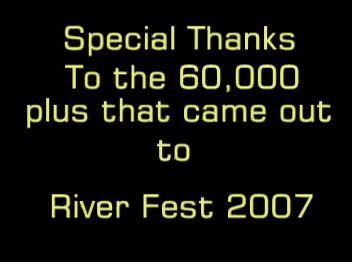 Special Thanks
To the 60,000
plus that came out
to
River Fest 2007